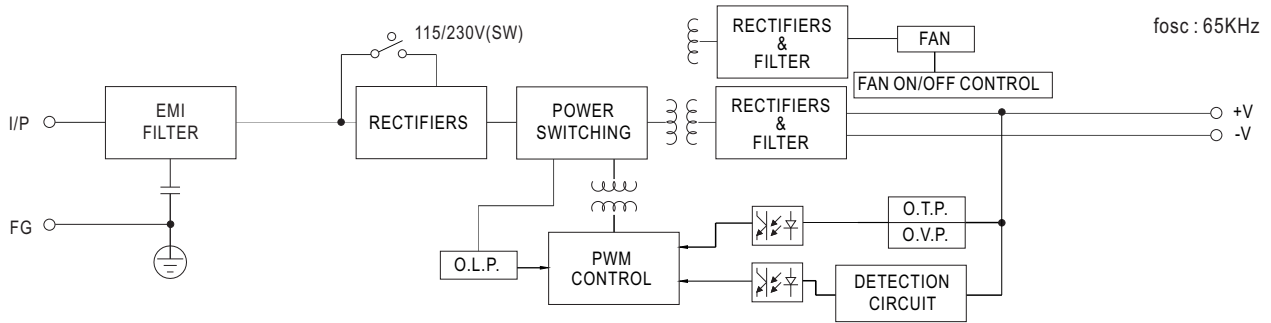 115/230V(SW)
RECTIFIERS
&
FILTER
FAN
fosc : 65KHz
FAN ON/OFF CONTROL
I/P
EMI
FILTER
RECTIFIERS
POWER
SWITCHING
RECTIFIERS
&
FILTER
+V
-V
FG
O.T.P.
O.V.P.
O.L.P.
PWM
CONTROL
DETECTION
CIRCUIT